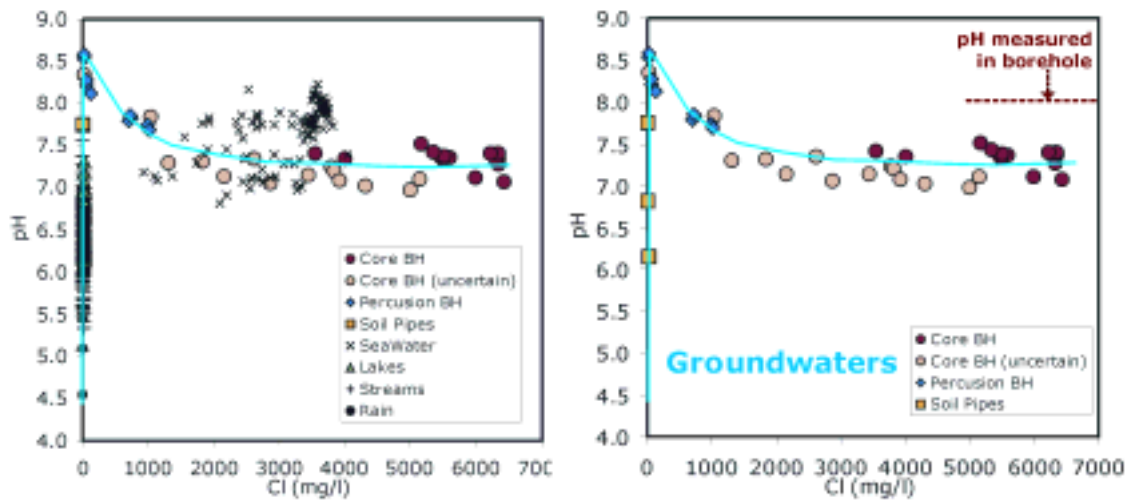 9.0
8.5
8.0
7.5
7.0
6.5
6.0
5.5
5.0
4.5
4.0
pH
0 1000 2000 3000 4000 5000 6000 700
Cl (mg/l)
Core BH
Core BH (uncertain)
Percusion BH
Soil Pipes
SeaWater
Lakes
Streams
Rain
9.0
8.5
8.0
7.5
7.0
6.5
6.0
5.5
5.0
4.5
4.0
pH
0 1000 2000 3000 4000 5000 6000 7000
Cl (mg/l)
pH measured
in borehole
Groundwaters
Core BH
Core BH (uncertain)
Percusion BH
Soil Pipes